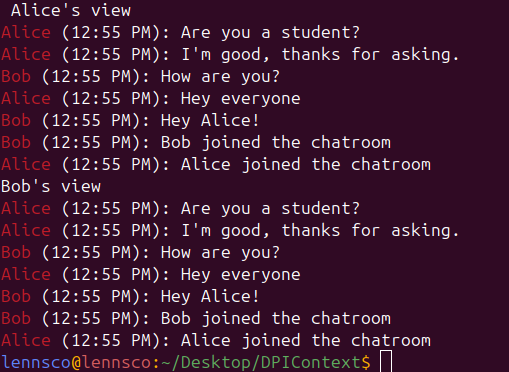 Alice's view
Alice (12:55 PM): Are you a student?
Alice (12:55 PM): I'm good, thanks for asking.
Bob (12:55 PM): How are you?
Alice (12:55 PM): Hey everyone
Bob (12:55 PM): Hey Alice!
Bob (12:55 PM): Bob joined the chatroom
Alice (12:55 PM): Alice joined the chatroom
Bob's view
Alice (12:55 PM): Are you a student?
Alice (12:55 PM): I'm good, thanks for asking.
Bob (12:55 PM): How are you?
Alice (12:55 PM): Hey everyone
Bob (12:55 PM): Hey Alice!
Bob (12:55 PM): Bob joined the chatroom
Alice (12:55 PM): Alice joined the chatroom
lennsco@lennsco:~/Desktop/DPIContext$